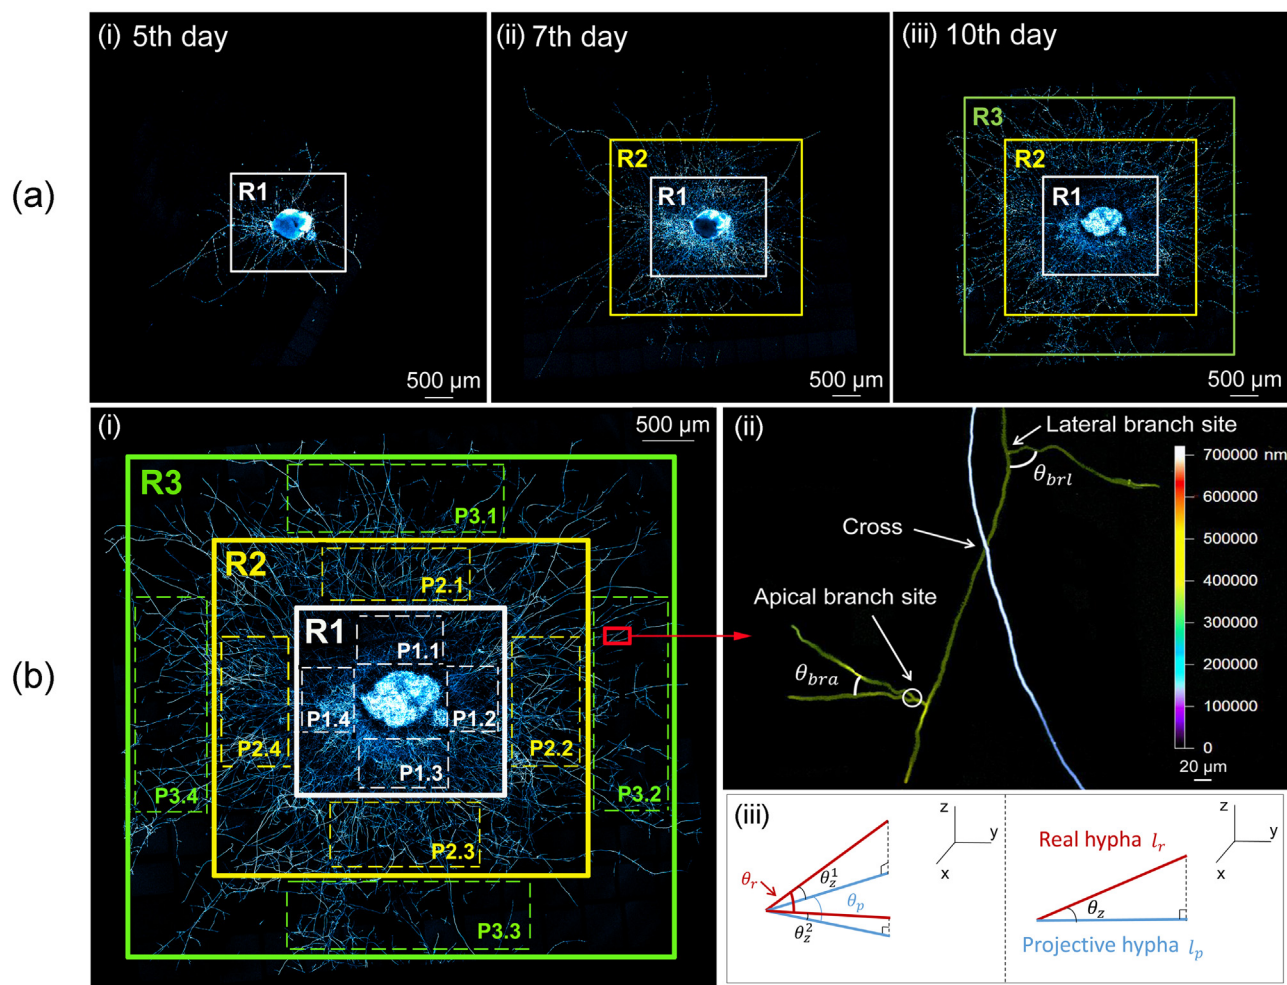 (a)
(i) 5th day
R1
500 µm
(ii) 7th day
R2
R1
500 µm
(iii) 10th day
R3
R2
R1
500 µm
(b)
(i)
500 µm
R3
P3.1
R2
P2.1
R1
P1.1
P1.4
P1.2
P1.3
P2.4
P2.2
P3.4
P3.2
P2.3
P3.3
(ii)
Lateral branch site
θbrl
Cross
Apical branch site
θbra
700000 nm
600000
500000
400000
300000
200000
100000
0
20 µm
(iii)
z
y
x
θr
θz¹
θp
θz²
z
y
x
Real hypha lr
θz
Projective hypha lp